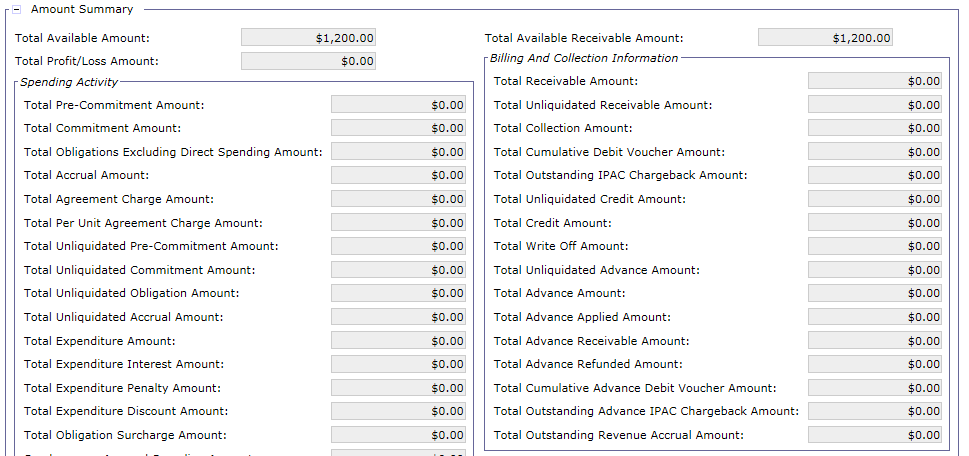 Amount Summary
Total Available Amount: $1,200.00
Total Profit/Loss Amount: $0.00
Spending Activity
Total Pre-Commitment Amount: $0.00
Total Commitment Amount: $0.00
Total Obligations Excluding Direct Spending Amount: $0.00
Total Accrual Amount: $0.00
Total Agreement Charge Amount: $0.00
Total Per Unit Agreement Charge Amount: $0.00
Total Unliquidated Pre-Commitment Amount: $0.00
Total Unliquidated Commitment Amount: $0.00
Total Unliquidated Obligation Amount: $0.00
Total Unliquidated Accrual Amount: $0.00
Total Expenditure Amount: $0.00
Total Expenditure Interest Amount: $0.00
Total Expenditure Penalty Amount: $0.00
Total Expenditure Discount Amount: $0.00
Total Obligation Surcharge Amount: $0.00
Total Available Receivable Amount: $1,200.00
Billing And Collection Information
Total Receivable Amount: $0.00
Total Unliquidated Receivable Amount: $0.00
Total Collection Amount: $0.00
Total Cumulative Debit Voucher Amount: $0.00
Total Outstanding IPAC Chargeback Amount: $0.00
Total Unliquidated Credit Amount: $0.00
Total Credit Amount: $0.00
Total Write Off Amount: $0.00
Total Unliquidated Advance Amount: $0.00
Total Advance Amount: $0.00
Total Advance Applied Amount: $0.00
Total Advance Receivable Amount: $0.00
Total Advance Refunded Amount: $0.00
Total Cumulative Advance Debit Voucher Amount: $0.00
Total Outstanding Advance IPAC Chargeback Amount: $0.00
Total Outstanding Revenue Accrual Amount: $0.00